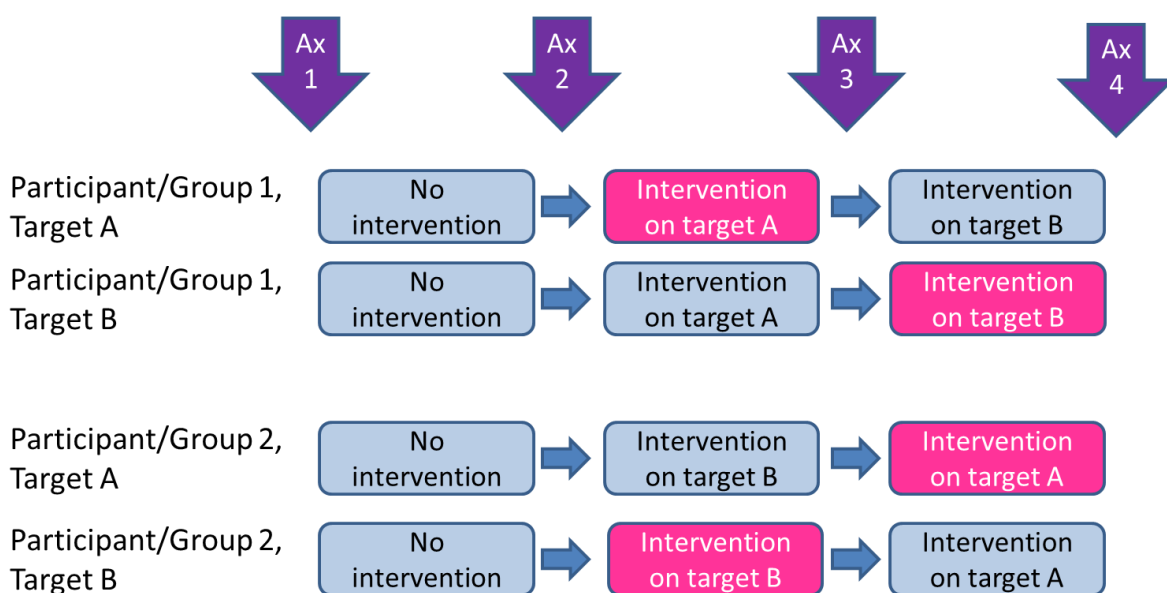 Ax
1
Ax
2
Ax
3
Ax
4
Participant/Group 1,
Target A
No
intervention
Intervention
on target A
Intervention
on target B
Participant/Group 1,
Target B
No
intervention
Intervention
on target A
Intervention
on target B
Participant/Group 2,
Target A
No
intervention
Intervention
on target B
Intervention
on target A
Participant/Group 2,
Target B
No
intervention
Intervention
on target B
Intervention
on target A